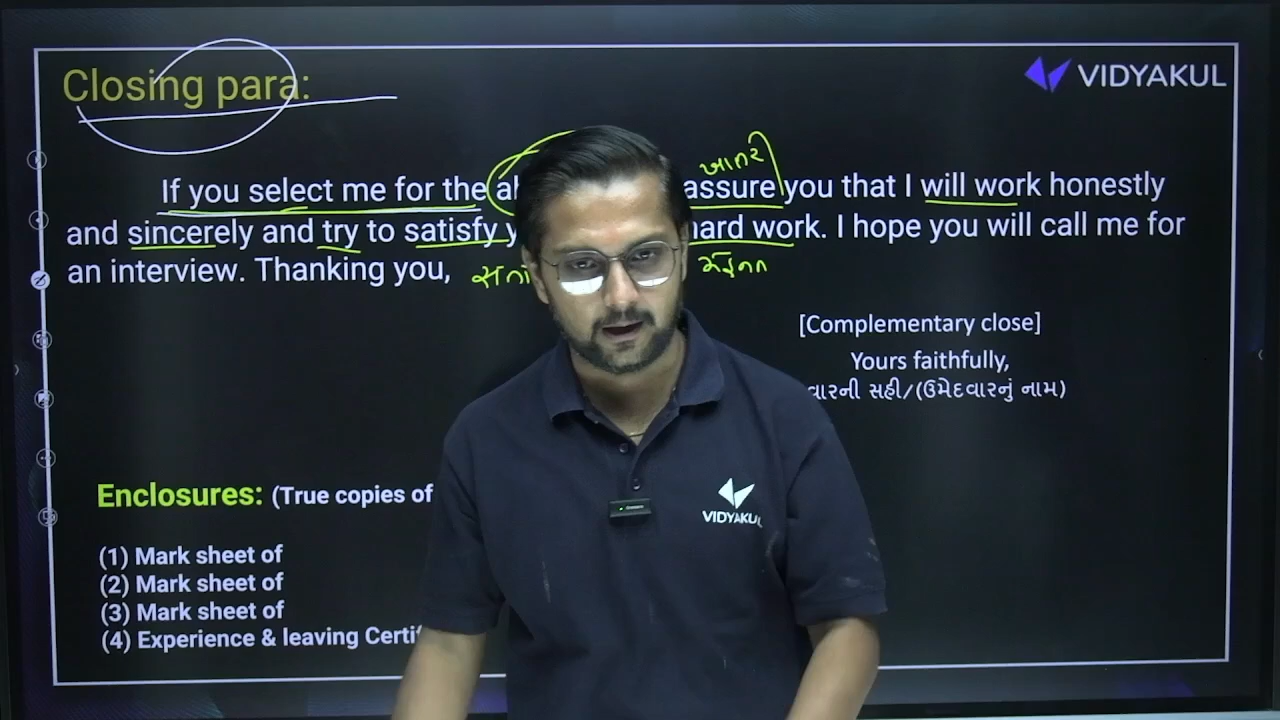 Closing para:
VIDYAKUL
ખાતરી
If you select me for the assure you that I will work honestly
and sincerely and try to satisfy hard work. I hope you will call me for
an interview. Thanking you,
[Complementary close]
Yours faithfully,
સહી/(ઉમેદવારનું નામ)
Enclosures: (True copies of
(1) Mark sheet of
(2) Mark sheet of
(3) Mark sheet of
(4) Experience & leaving
VIDYAKUL